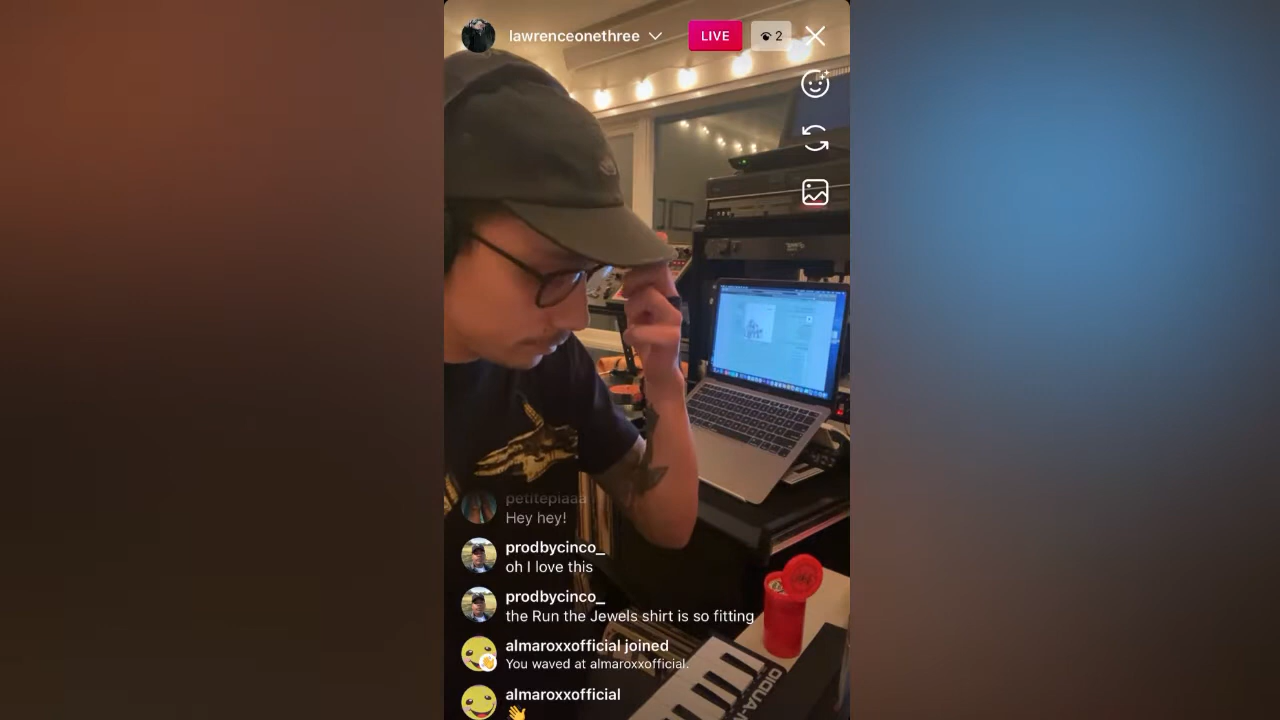 lawrenceonethree
LIVE
2
petitepiaaa
Hey hey!
prodbycinco_
oh I love this
prodbycinco_
the Run the Jewels shirt is so fitting
almaroxxofficial joined
You waved at almaroxxofficial.
almaroxxofficial
👋